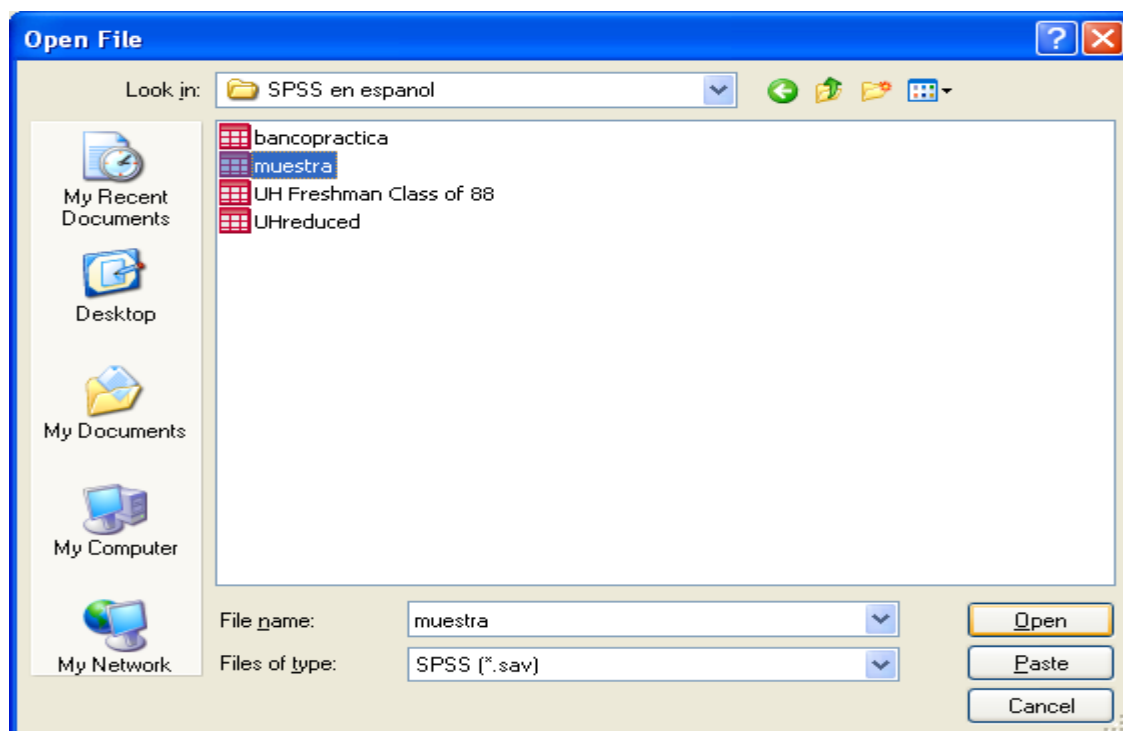 Open File
Look in:
SPSS en espanol
My Recent
Documents
Desktop
My Documents
My Computer
My Network
bancopractica
muestra
UH Freshman Class of 88
UHreduced
File name:
muestra
Open
Files of type:
SPSS (*.sav)
Paste
Cancel